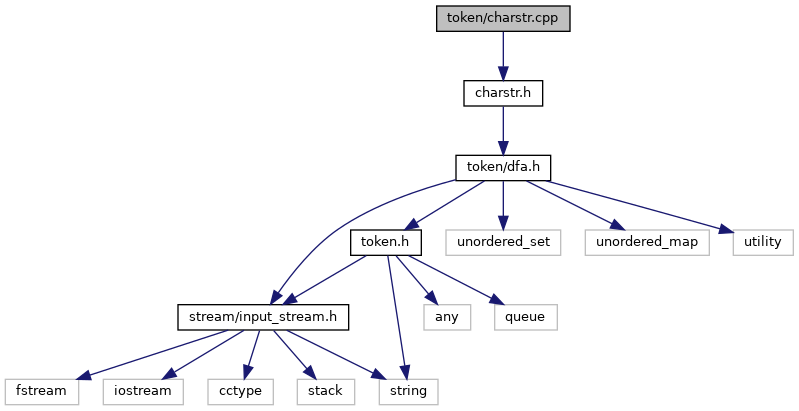 token/charstr.cpp
charstr.h
token/dfa.h
token.h
unordered_set
unordered_map
utility
stream/input_stream.h
any
queue
fstream
iostream
cctype
stack
string